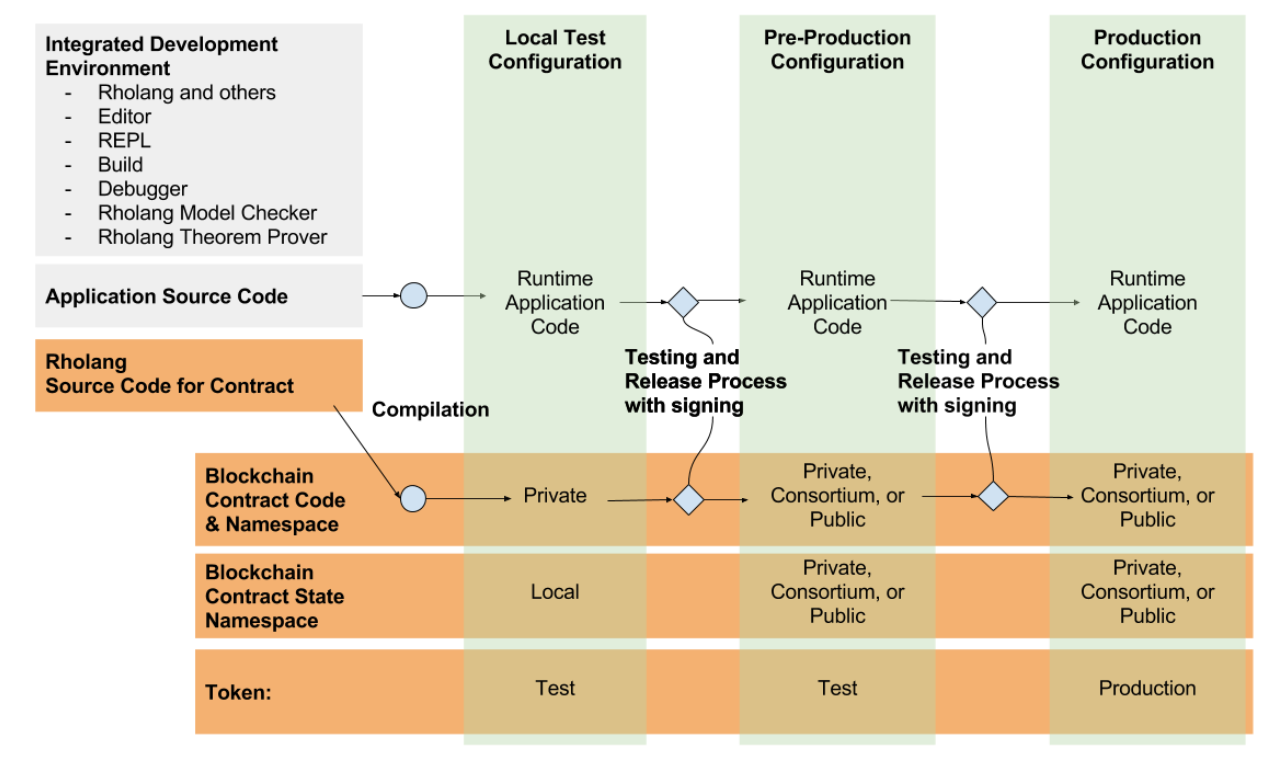 Integrated Development
Environment
- Rholang and others
- Editor
- REPL
- Build
- Debugger
- Rholang Model Checker
- Rholang Theorem Prover
Local Test
Configuration
Pre-Production
Configuration
Production
Configuration
Application Source Code
Runtime
Application
Code
Runtime
Application
Code
Runtime
Application
Code
Rholang
Source Code for Contract
Compilation
Testing and
Release Process
with signing
Testing and
Release Process
with signing
Blockchain
Contract Code
& Namespace
Private
Private,
Consortium, or
Public
Private,
Consortium, or
Public
Blockchain
Contract State
Namespace
Local
Private,
Consortium, or
Public
Private,
Consortium, or
Public
Token:
Test
Test
Production